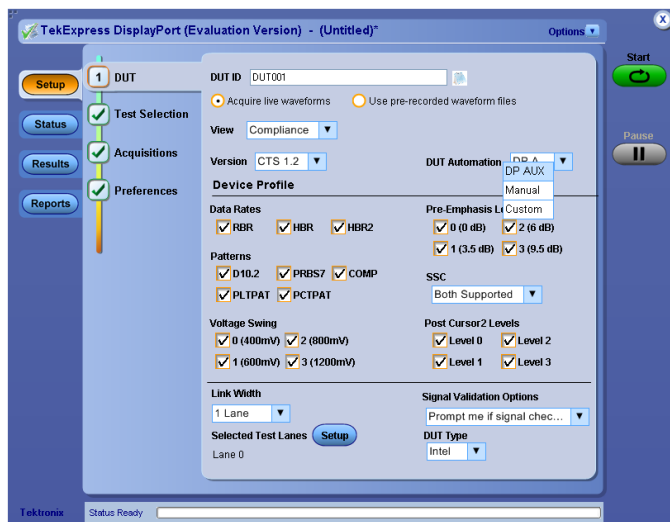 TekExpress DisplayPort (Evaluation Version) - (Untitled)*
Options
Start
Pause
Setup
Status
Results
Reports
1 DUT
Test Selection
Acquisitions
Preferences
DUT ID DUT001
Acquire live waveforms Use pre-recorded waveform files
View Compliance
Version CTS 1.2 DUT Automation
DP AUX
Manual
Custom
Device Profile
Data Rates
RBR HBR HBR2
Patterns
D10.2 PRBS7 COMP
PLTPAT PCTPAT
Voltage Swing
0 (400mV) 2 (800mV)
1 (600mV) 3 (1200mV)
Pre-Emphasis
0 (0 dB) 2 (6 dB)
1 (3.5 dB) 3 (9.5 dB)
SSC
Both Supported
Post Cursor2 Levels
Level 0 Level 2
Level 1 Level 3
Link Width
1 Lane
Selected Test Lanes Setup
Lane 0
Signal Validation Options
Prompt me if signal chec...
DUT Type
Intel
Tektronix
Status Ready